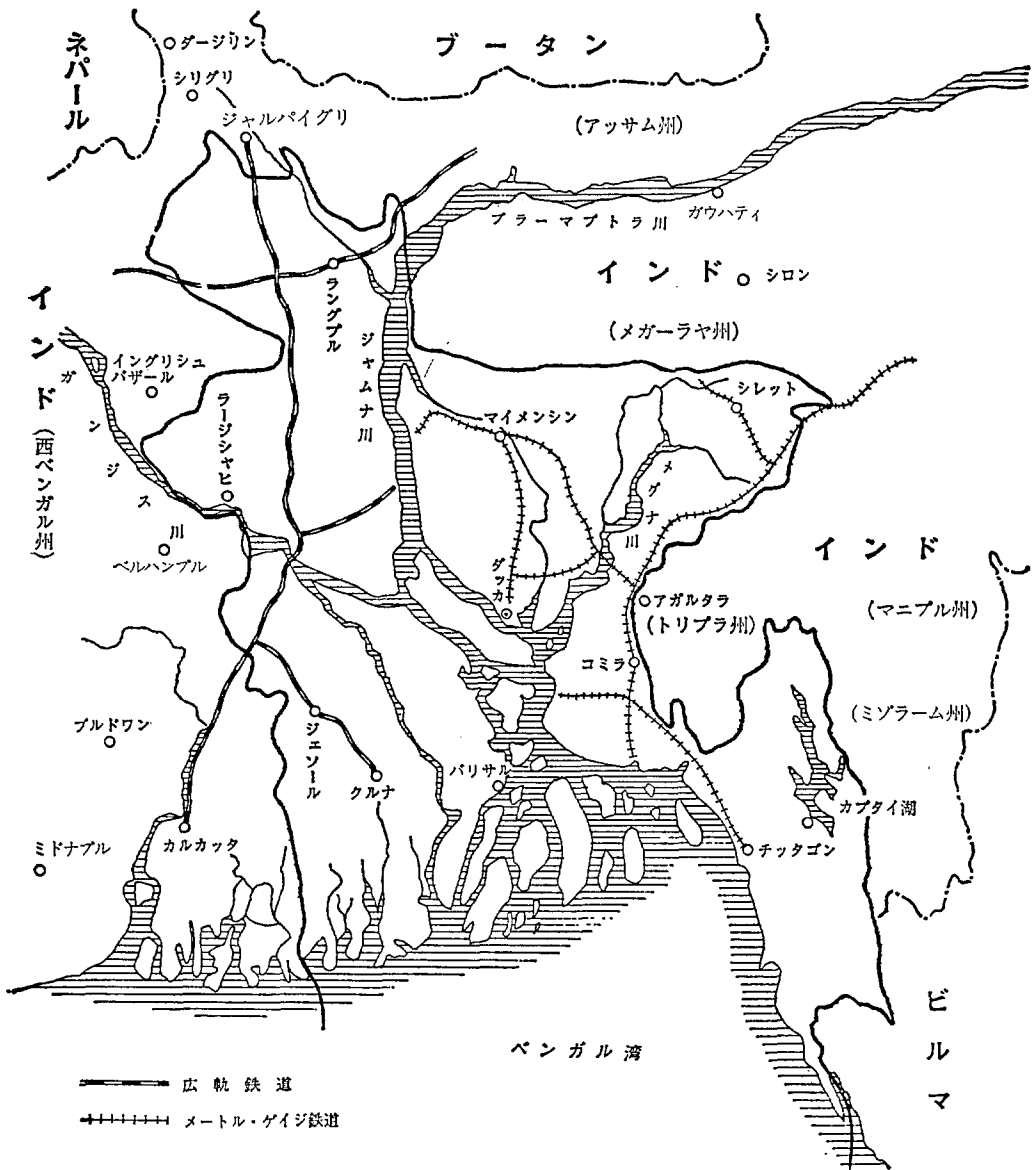 ネパール
ダージリン
ブータン
シリグリ
ジャルパイグリ
(アッサム州)
ブラーマプトラ川
ガウハティ
インド
シロン
(メガーラヤ州)
ラングプル
ジャムナ川
インド(西ベンガル州)
ガンジス川
イングリシュ
バザール
ラージシャヒ
マイメンシン
シレット
メグナ川
ベルハンプル
ダッカ
インド
(マニプル州)
アガルタラ
(トリプラ州)
コミラ
(ミゾラーム州)
ブルドワン
ジェソール
クルナ
バリサル
カプタイ湖
ミドナプル
カルカッタ
チッタゴン
ベンガル湾
ビルマ
広軌鉄道
メートル・ゲイジ鉄道